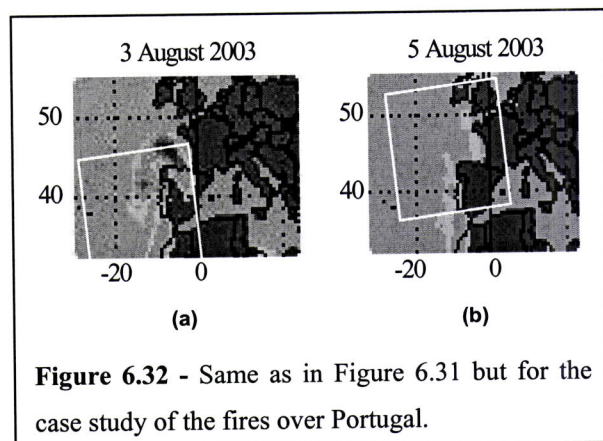 3 August 2003
5 August 2003
50
40
-20
0
50
40
-20
0
(a)
(b)
Figure 6.32 - Same as in Figure 6.31 but for the
case study of the fires over Portugal.